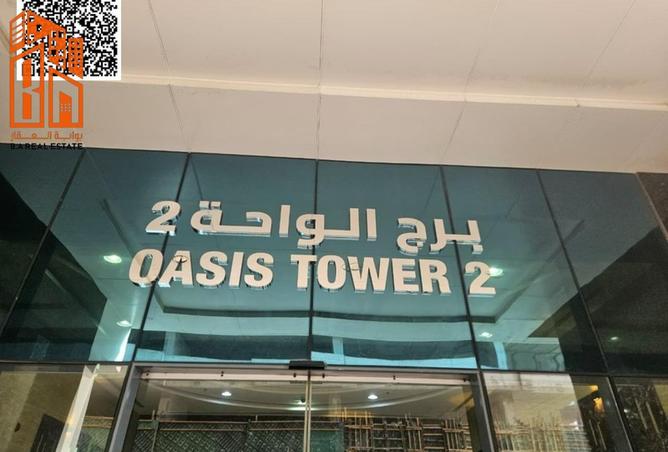 بوابة العقار
B.A REAL ESTATE
برج الواحة 2
OASIS TOWER 2